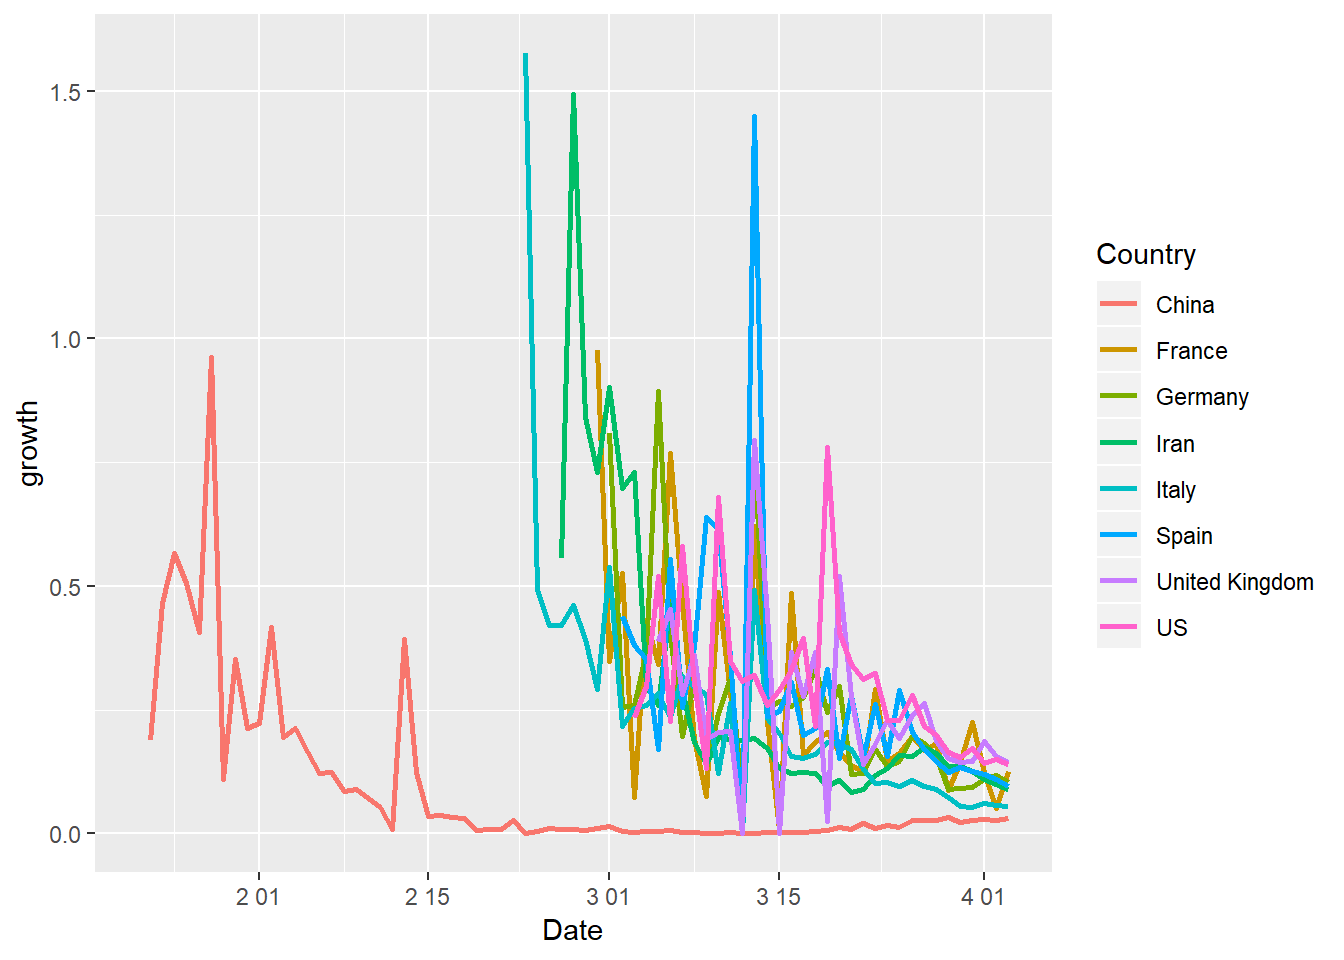 growth
1.5
1.0
0.5
0.0
2 01
2 15
3 01
3 15
4 01
Date
Country
China
France
Germany
Iran
Italy
Spain
United Kingdom
US